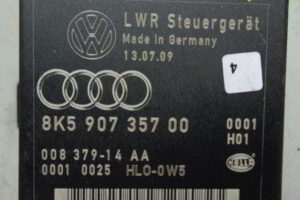 LWR Steuergerät
Made in Germany
13.07.09
4
8K5 907 357 00 0001
H01
008 379-14 AA
0001 0025 HLO-0W5
HELLA